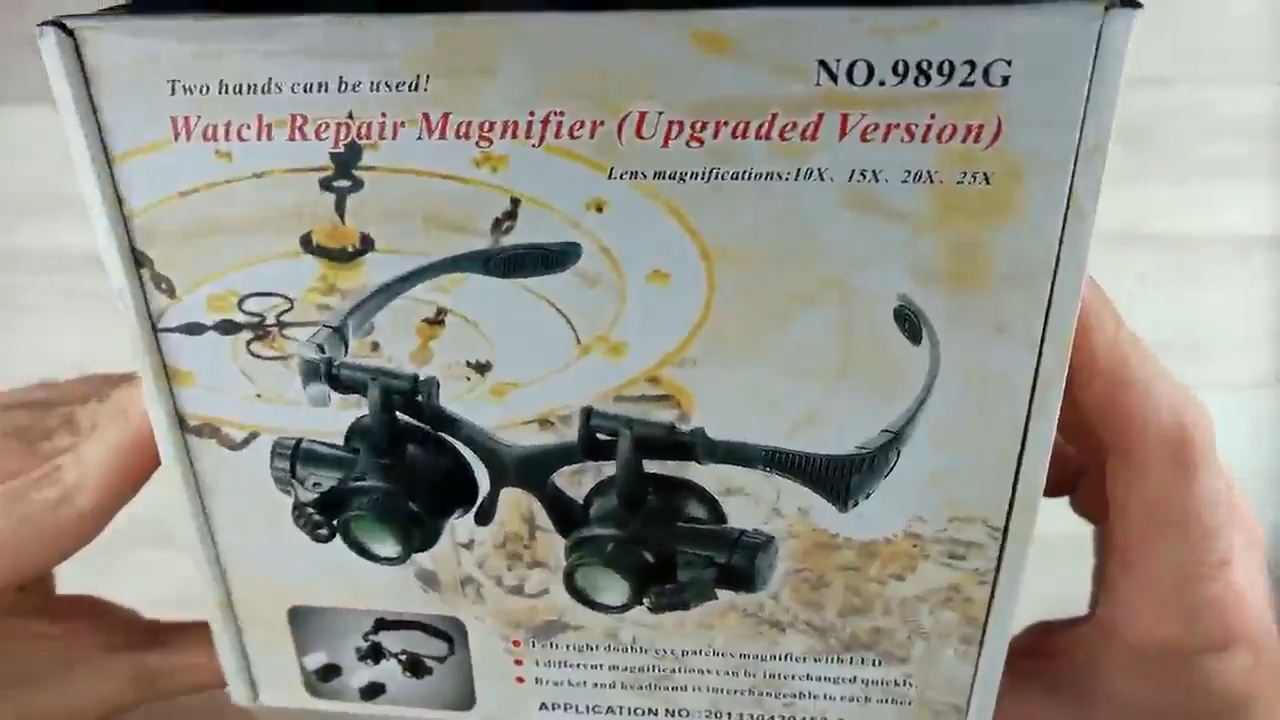 Two hands can be used!
NO.9892G
Watch Repair Magnifier (Upgraded Version)
Lens magnifications:10X、15X、20X、25X
Left-right double eye patches magnifier with LED
4 different magnifications can be interchanged quickly.
Bracket and headband is interchangeable to each other
APPLICATION NO.: